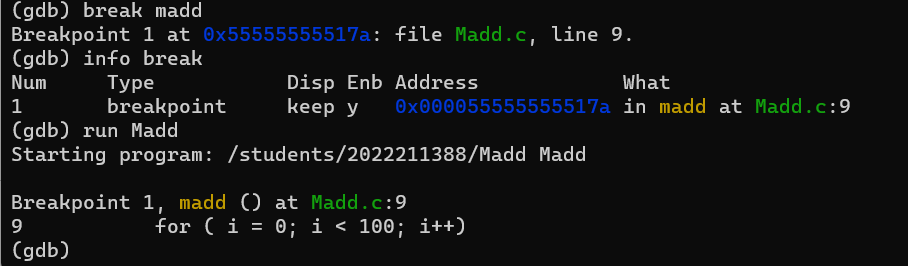 (gdb) break madd
Breakpoint 1 at 0x55555555517a: file Madd.c, line 9.
(gdb) info break
Num     Type           Disp Enb Address            What
1       breakpoint     keep y   0x000055555555517a in madd at Madd.c:9
(gdb) run Madd
Starting program: /students/2022211388/Madd Madd
Breakpoint 1, madd () at Madd.c:9
9           for ( i = 0; i < 100; i++)
(gdb)